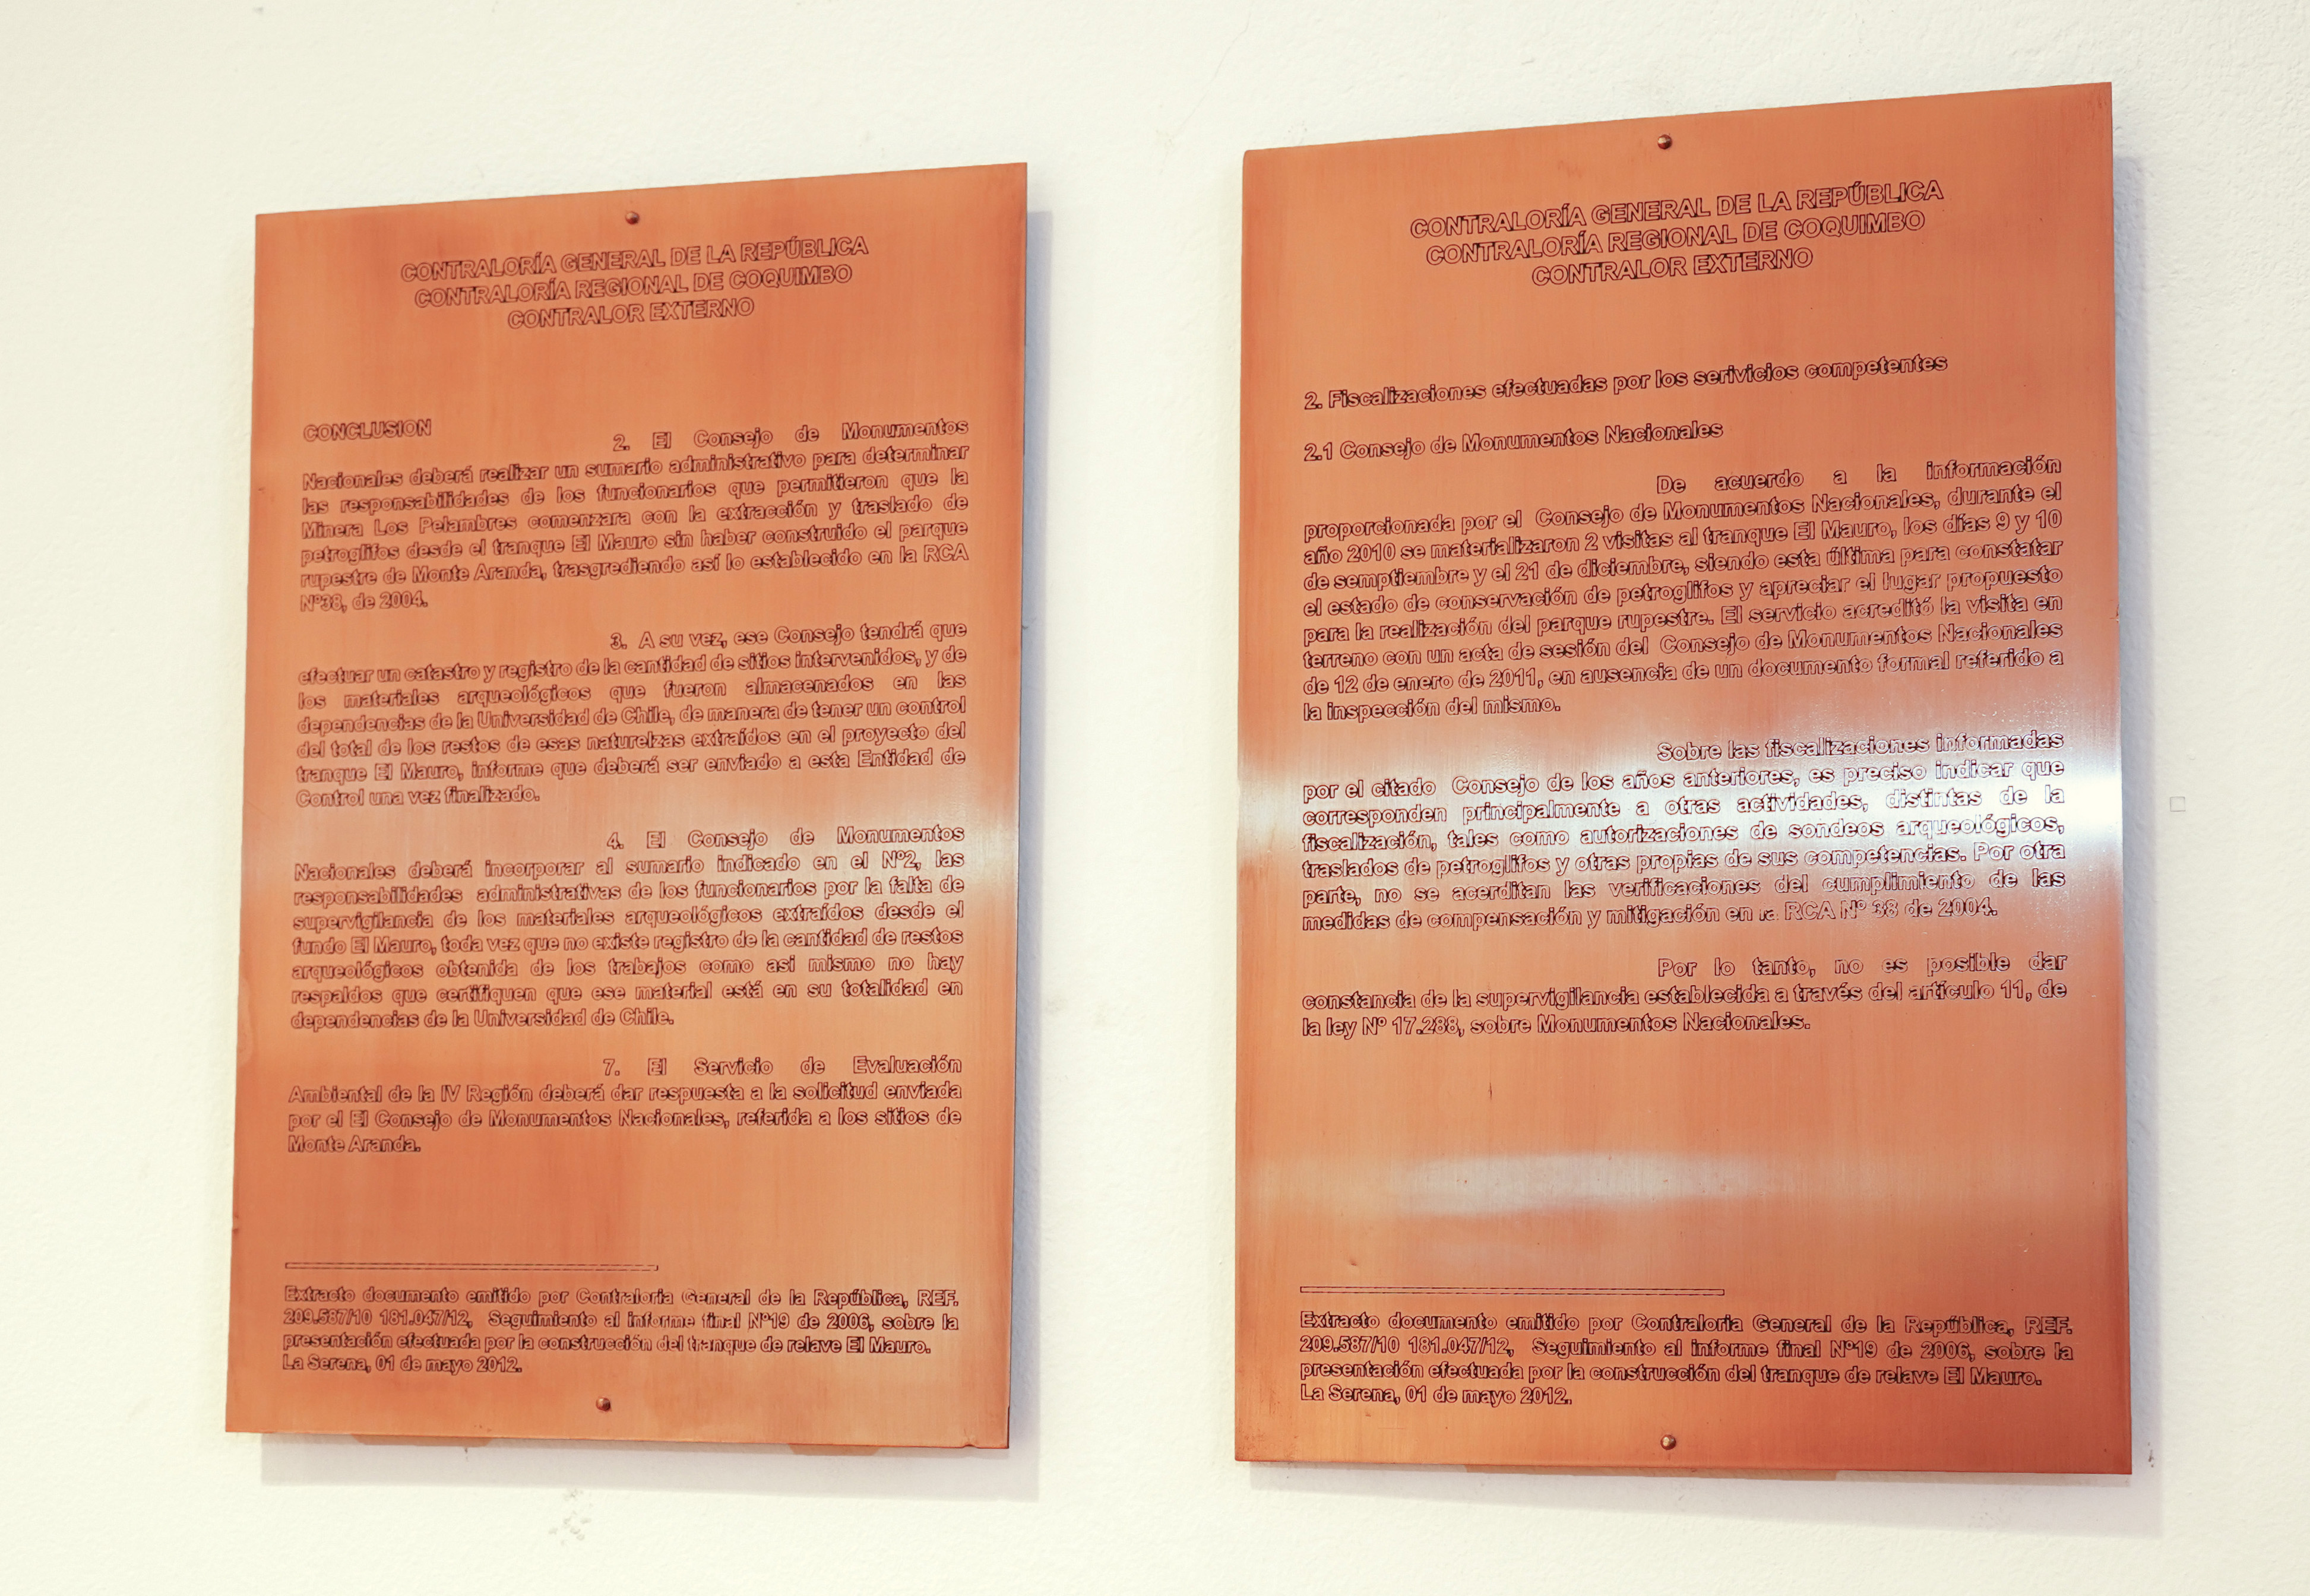 CONTRALORÍA GENERAL DE LA REPÚBLICA
CONTRALORÍA REGIONAL DE COQUIMBO
CONTRALOR EXTERNO
CONCLUSION
2. El Consejo de Monumentos
Nacionales deberá realizar un sumario administrativo para determinar
las responsabilidades de los funcionarios que permitieron que la
Minera Los Pelambres comenzara con la extracción y traslado de
petroglifos desde el tranque El Mauro sin haber construido el parque
rupestre de Monte Aranda, trasgrediendo así lo establecido en la RCA
Nº38, de 2004.
3. A su vez, ese Consejo tendrá que
efectuar un catastro y registro de la cantidad de sitios intervenidos, y de
los materiales arqueológicos que fueron almacenados en las
dependencias de la Universidad de Chile, de manera de tener un control
del total de los restos de esas naturelzas extraídos en el proyecto del
tranque El Mauro, informe que deberá ser enviado a esta Entidad de
Control una vez finalizado.
4. El Consejo de Monumentos
Nacionales deberá incorporar al sumario indicado en el Nº2, las
responsabilidades administrativas de los funcionarios por la falta de
supervigilancia de los materiales arqueológicos extraídos desde el
fundo El Mauro, toda vez que no existe registro de la cantidad de restos
arqueológicos obtenida de los trabajos como asi mismo no hay
respaldos que certifiquen que ese material está en su totalidad en
dependencias de la Universidad de Chile.
7. El Servicio de Evaluación
Ambiental de la IV Región deberá dar respuesta a la solicitud enviada
por el El Consejo de Monumentos Nacionales, referida a los sitios de
Monte Aranda.
Extracto documento emitido por Contraloria General de la República, REF.
209.587/10 181.047/12, Seguimiento al informe final Nº19 de 2006, sobre la
presentación efectuada por la construcción del tranque de relave El Mauro.
La Serena, 01 de mayo 2012.
CONTRALORÍA GENERAL DE LA REPÚBLICA
CONTRALORÍA REGIONAL DE COQUIMBO
CONTRALOR EXTERNO
2. Fiscalizaciones efectuadas por los serivicios competentes
2.1 Consejo de Monumentos Nacionales
De acuerdo a la información
proporcionada por el Consejo de Monumentos Nacionales, durante el
año 2010 se materializaron 2 visitas al tranque El Mauro, los días 9 y 10
de semptiembre y el 21 de diciembre, siendo esta última para constatar
el estado de conservación de petroglifos y apreciar el lugar propuesto
para la realización del parque rupestre. El servicio acreditó la visita en
terreno con un acta de sesión del Consejo de Monumentos Nacionales
de 12 de enero de 2011, en ausencia de un documento formal referido a
la inspección del mismo.
Sobre las fiscalizaciones informadas
por el citado Consejo de los años anteriores, es preciso indicar que
corresponden principalmente a otras actividades, distintas de la
fiscalización, tales como autorizaciones de sondeos arqueológicos,
traslados de petroglifos y otras propias de sus competencias. Por otra
parte, no se acerditan las verificaciones del cumplimiento de las
medidas de compensación y mitigación en la RCA Nº 38 de 2004.
Por lo tanto, no es posible dar
constancia de la supervigilancia establecida a través del artículo 11, de
la ley Nº 17.288, sobre Monumentos Nacionales.
Extracto documento emitido por Contraloria General de la República, REF.
209.587/10 181.047/12, Seguimiento al informe final Nº19 de 2006, sobre la
presentación efectuada por la construcción del tranque de relave El Mauro.
La Serena, 01 de mayo 2012.